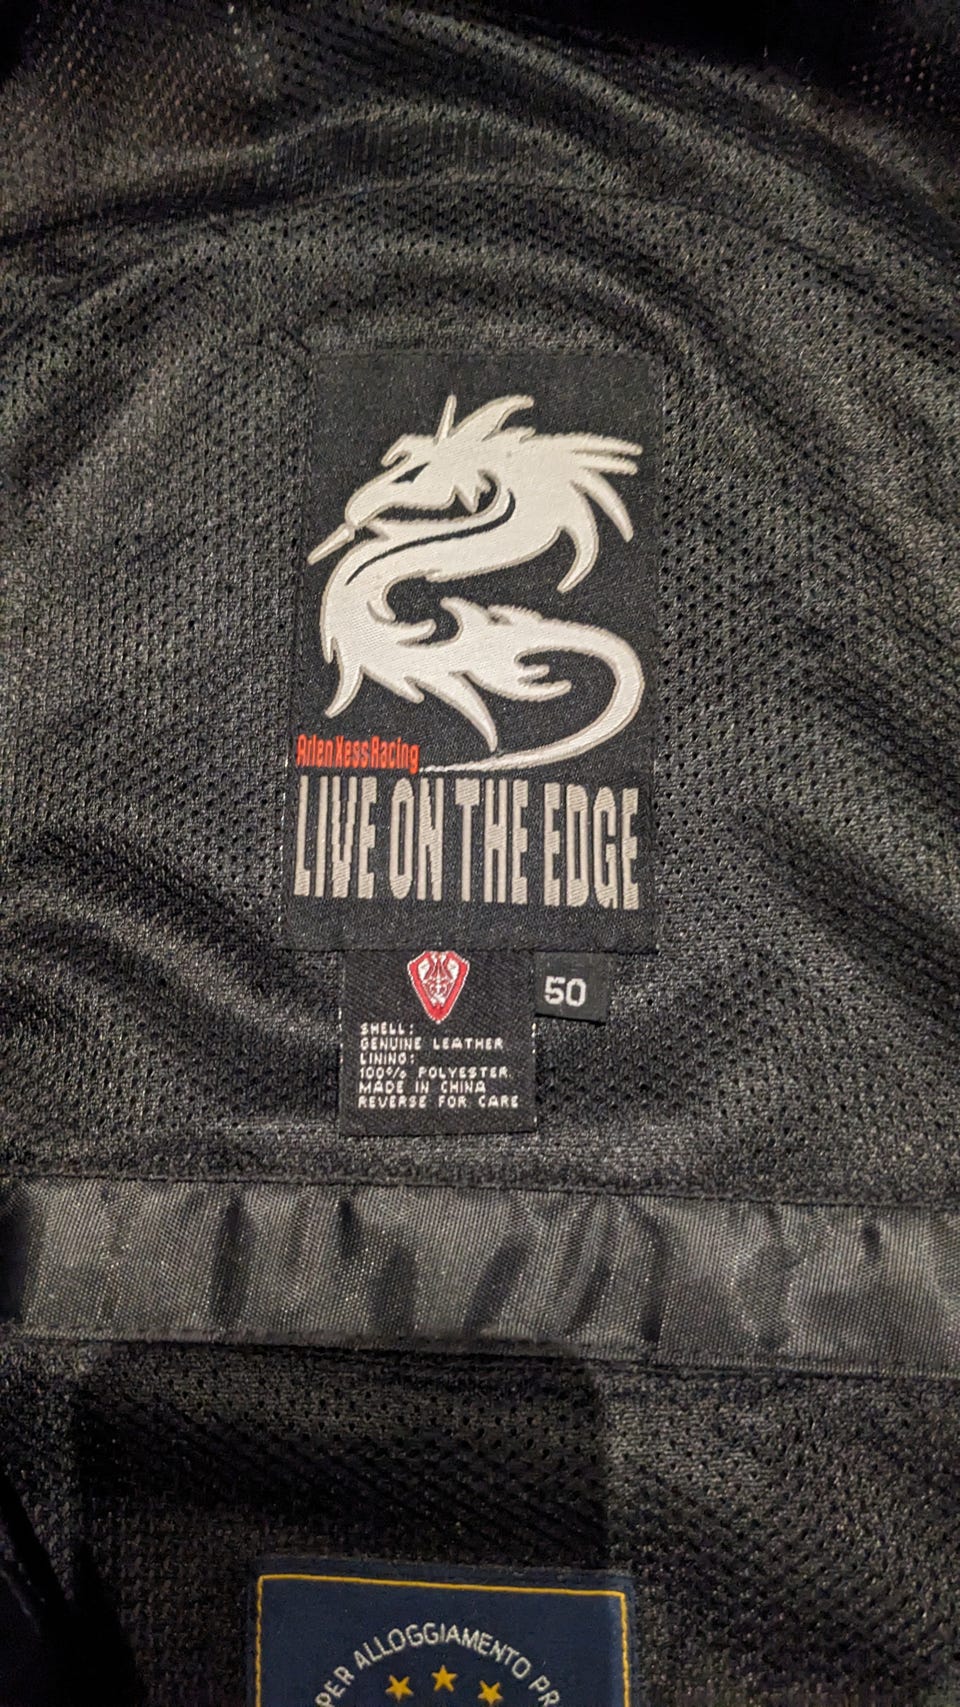 Arlen Ness Racing
LIVE ON THE EDGE
50
SHELL:
GENUINE LEATHER
LINING:
100% POLYESTER
MADE IN CHINA
REVERSE FOR CARE
PER ALLOGGIAMENTO